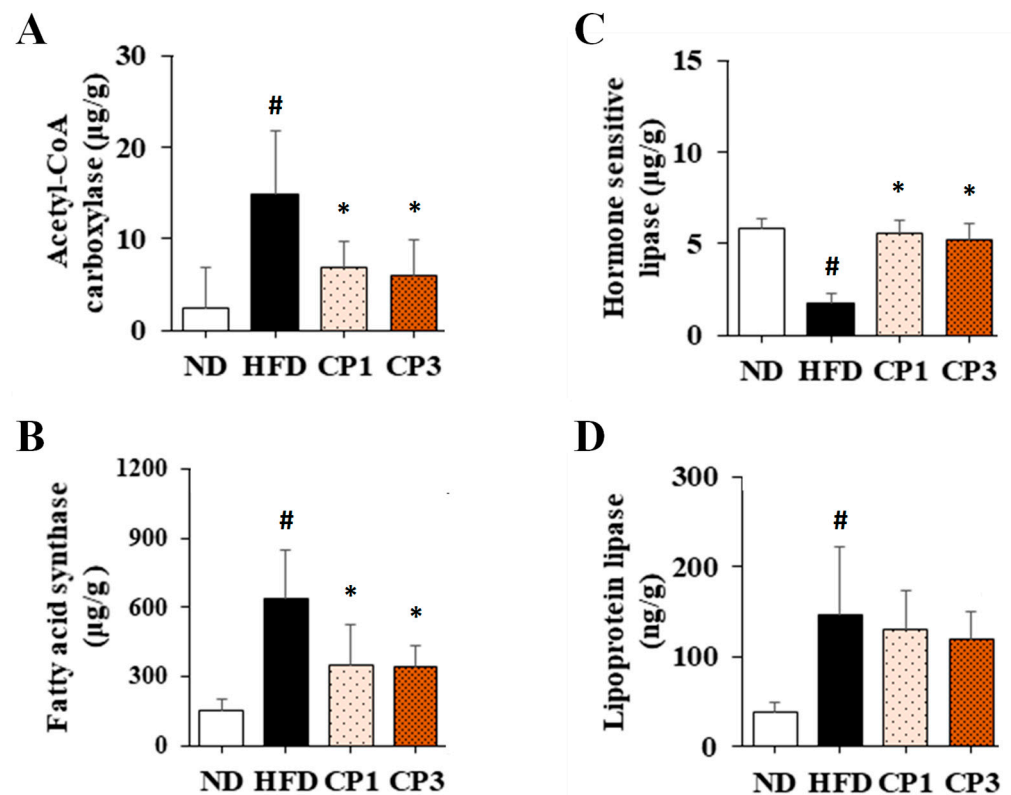 A
Acetyl-CoA
carboxylase (µg/g)
30
20
10
0
#
*
*
ND HFD CP1 CP3
C
Hormone sensitive
lipase (µg/g)
15
10
5
0
#
*
*
ND HFD CP1 CP3
B
Fatty acid synthase
(µg/g)
1200
900
600
300
0
#
*
*
ND HFD CP1 CP3
D
Lipoprotein lipase
(ng/g)
300
200
100
0
#
ND HFD CP1 CP3